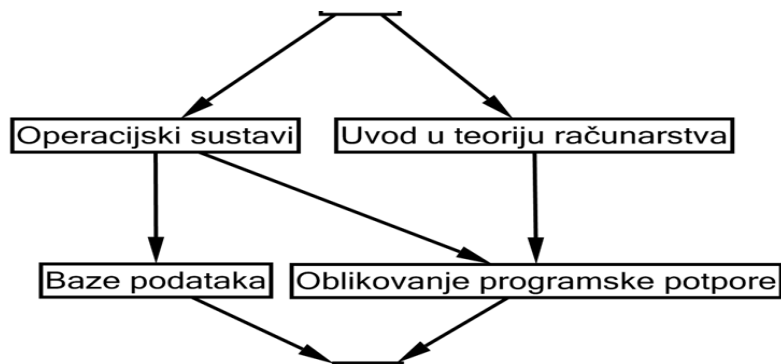 Operacijski sustavi
Uvod u teoriju računarstva
Baze podataka
Oblikovanje programske potpore